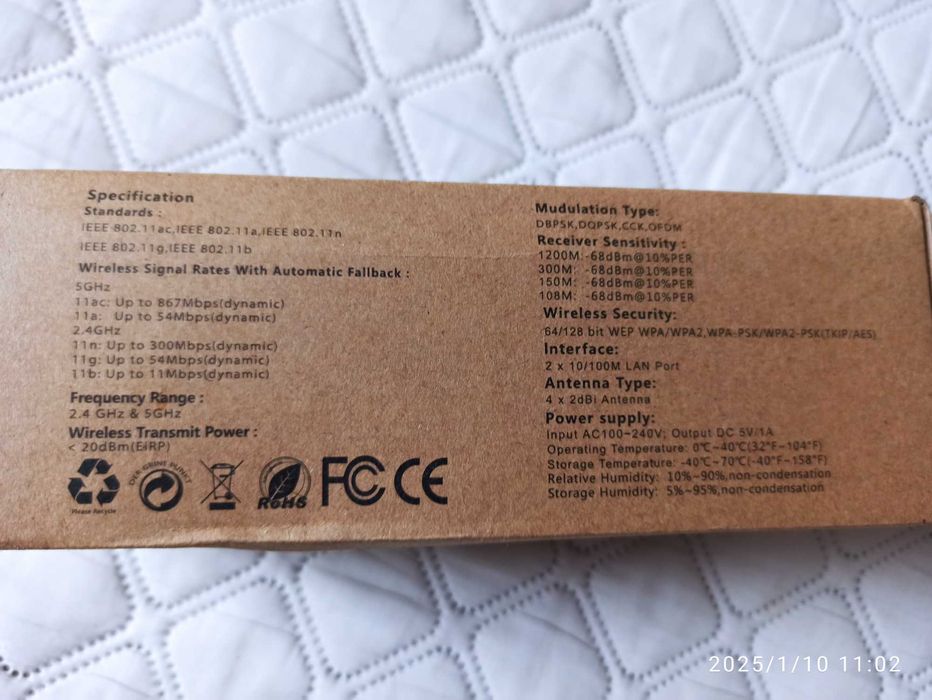 Specification
Standards :
IEEE 802.11ac,IEEE 802.11a,IEEE 802.11n
IEEE 802.11g,IEEE 802.11b
Wireless Signal Rates With Automatic Fallback :
5GHz
11ac: Up to 867Mbps(dynamic)
11a: Up to 54Mbps(dynamic)
2.4GHz
11n: Up to 300Mbps(dynamic)
11g: Up to 54Mbps(dynamic)
11b: Up to 11Mbps(dynamic)
Frequency Range :
2.4 GHz & 5GHz
Wireless Transmit Power :
< 20dBm(EIRP)
Please Recycle
DER GRÜNE PUNKT
RoHS
FC CE
Mudulation Type:
DBPSK,DQPSK,CCK,OFDM
Receiver Sensitivity :
1200M: -68dBm@10%PER
300M: -68dBm@10%PER
150M: -68dBm@10%PER
108M: -68dBm@10%PER
Wireless Security:
64/128 bit WEP WPA/WPA2,WPA-PSK/WPA2-PSK(TKIP/AES)
Interface:
2 x 10/100M LAN Port
Antenna Type:
4 x 2dBi Antenna
Power supply:
Input AC100~240V; Output DC 5V/1A
Operating Temperature: 0℃~40℃(32°F~104°F)
Storage Temperature: -40℃~70℃(-40°F~158°F)
Relative Humidity: 10%~90%,non-condensation
Storage Humidity: 5%~95%,non-condensation
2025/1/10 11:02